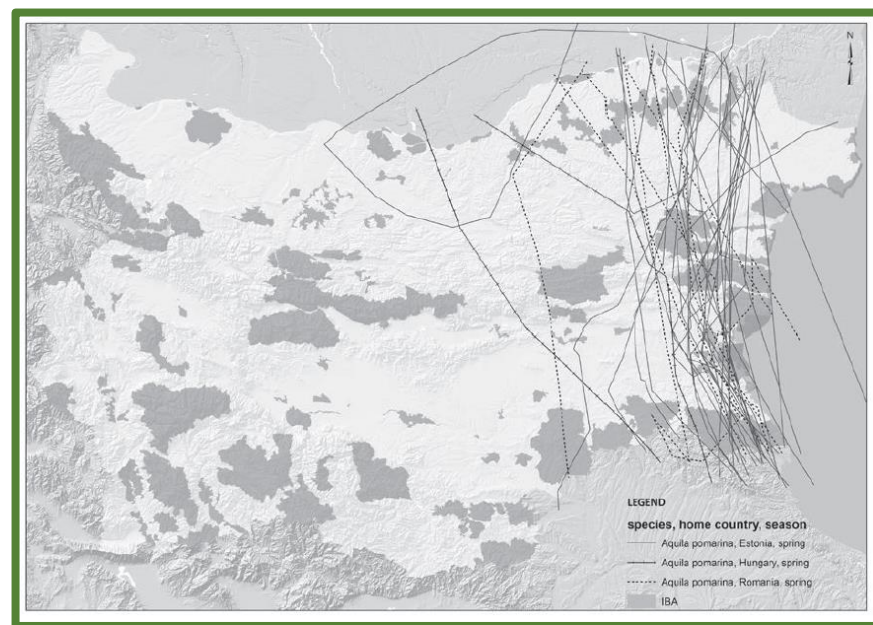 N
LEGEND
species, home country, season
Aquila pomarina, Estonia, spring
Aquila pomarina, Hungary, spring
Aquila pomarina, Romania, spring
IBA